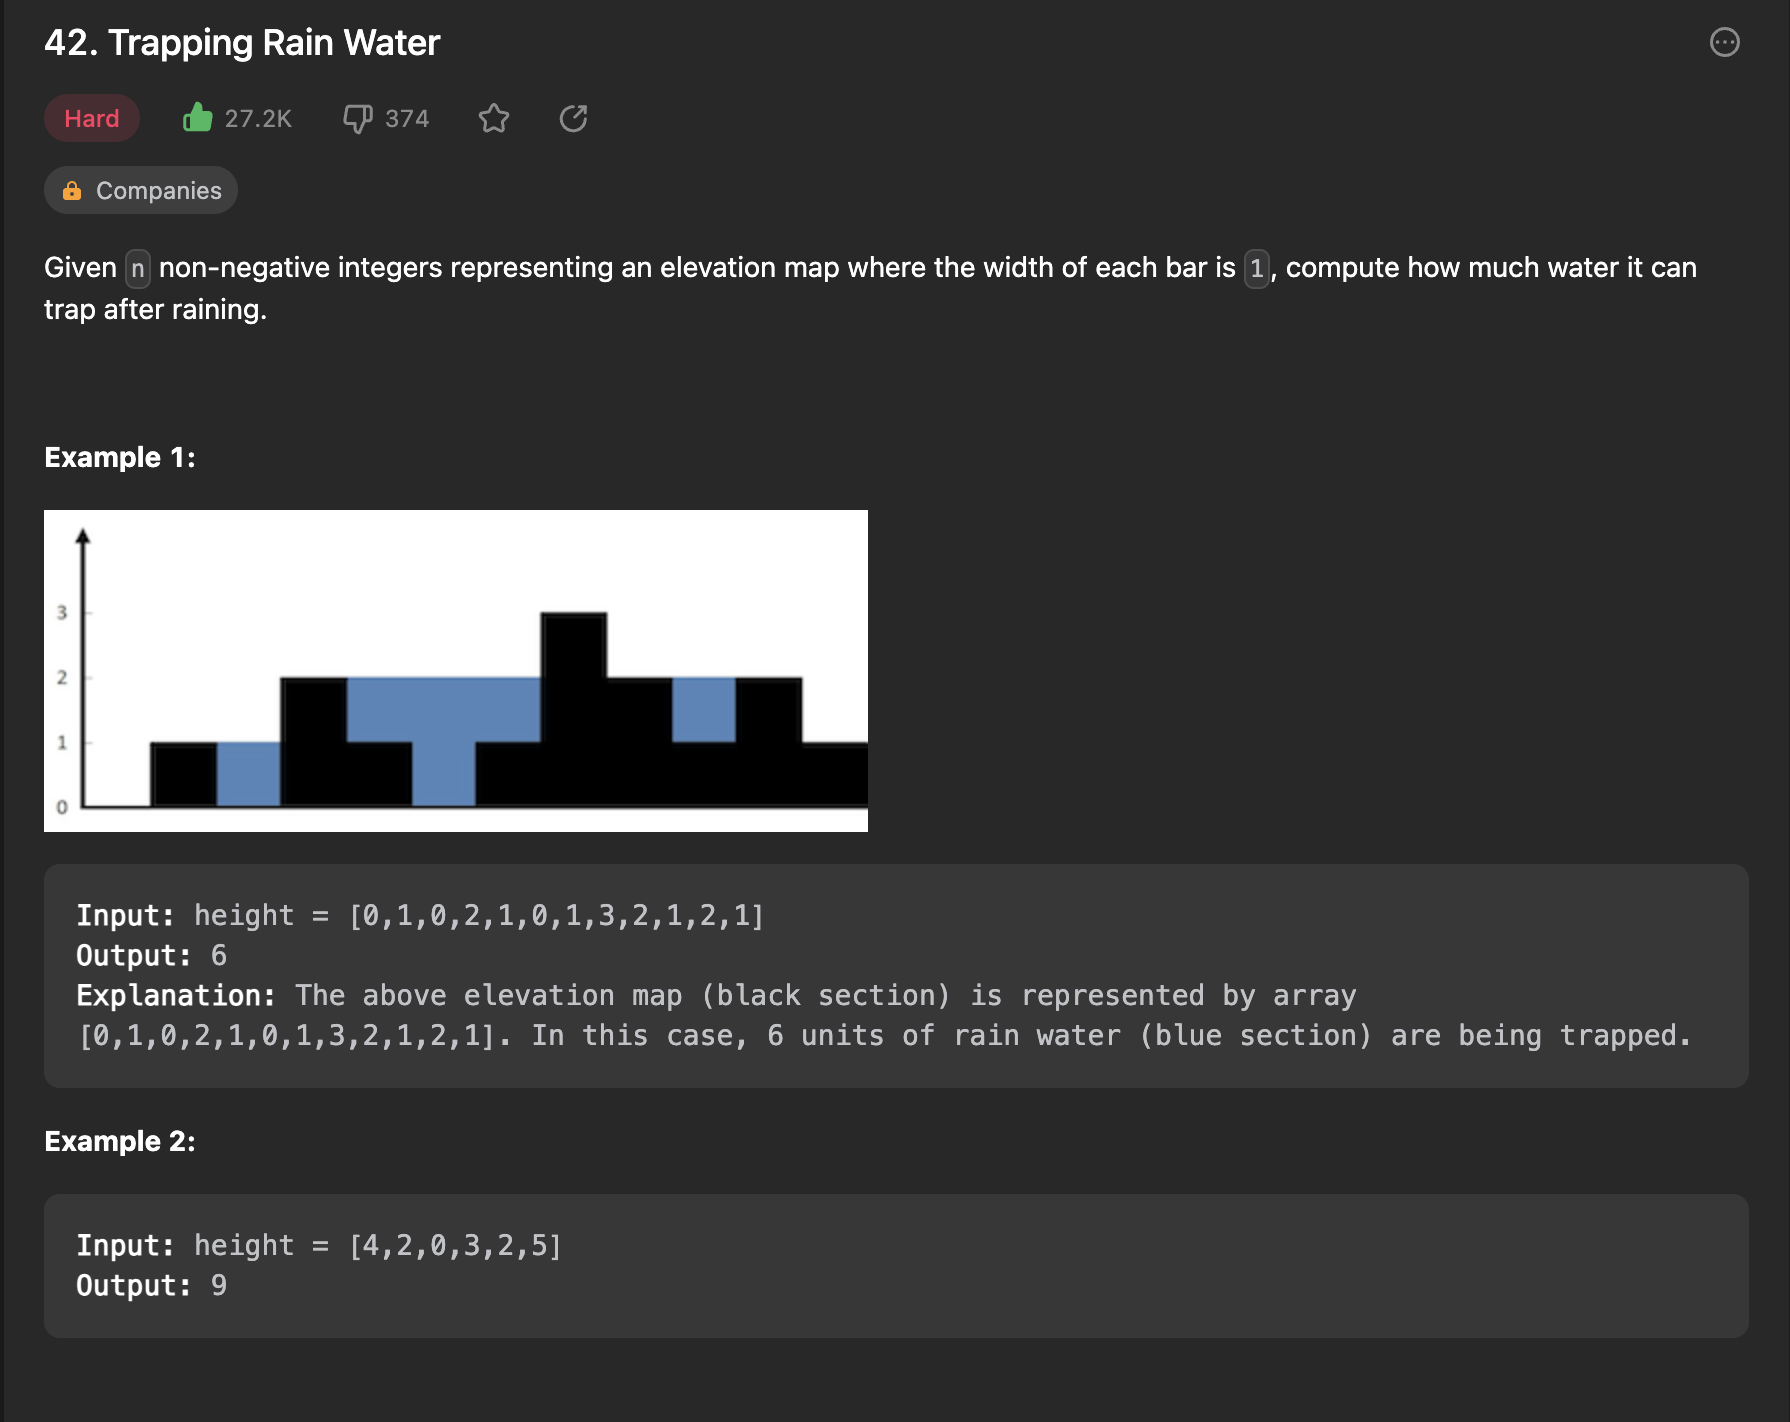 42. Trapping Rain Water
Hard 27.2K 374
Companies
Given n non-negative integers representing an elevation map where the width of each bar is 1, compute how much water it can
trap after raining.
Example 1:
3
2
1
0
Input: height = [0,1,0,2,1,0,1,3,2,1,2,1]
Output: 6
Explanation: The above elevation map (black section) is represented by array
[0,1,0,2,1,0,1,3,2,1,2,1]. In this case, 6 units of rain water (blue section) are being trapped.
Example 2:
Input: height = [4,2,0,3,2,5]
Output: 9